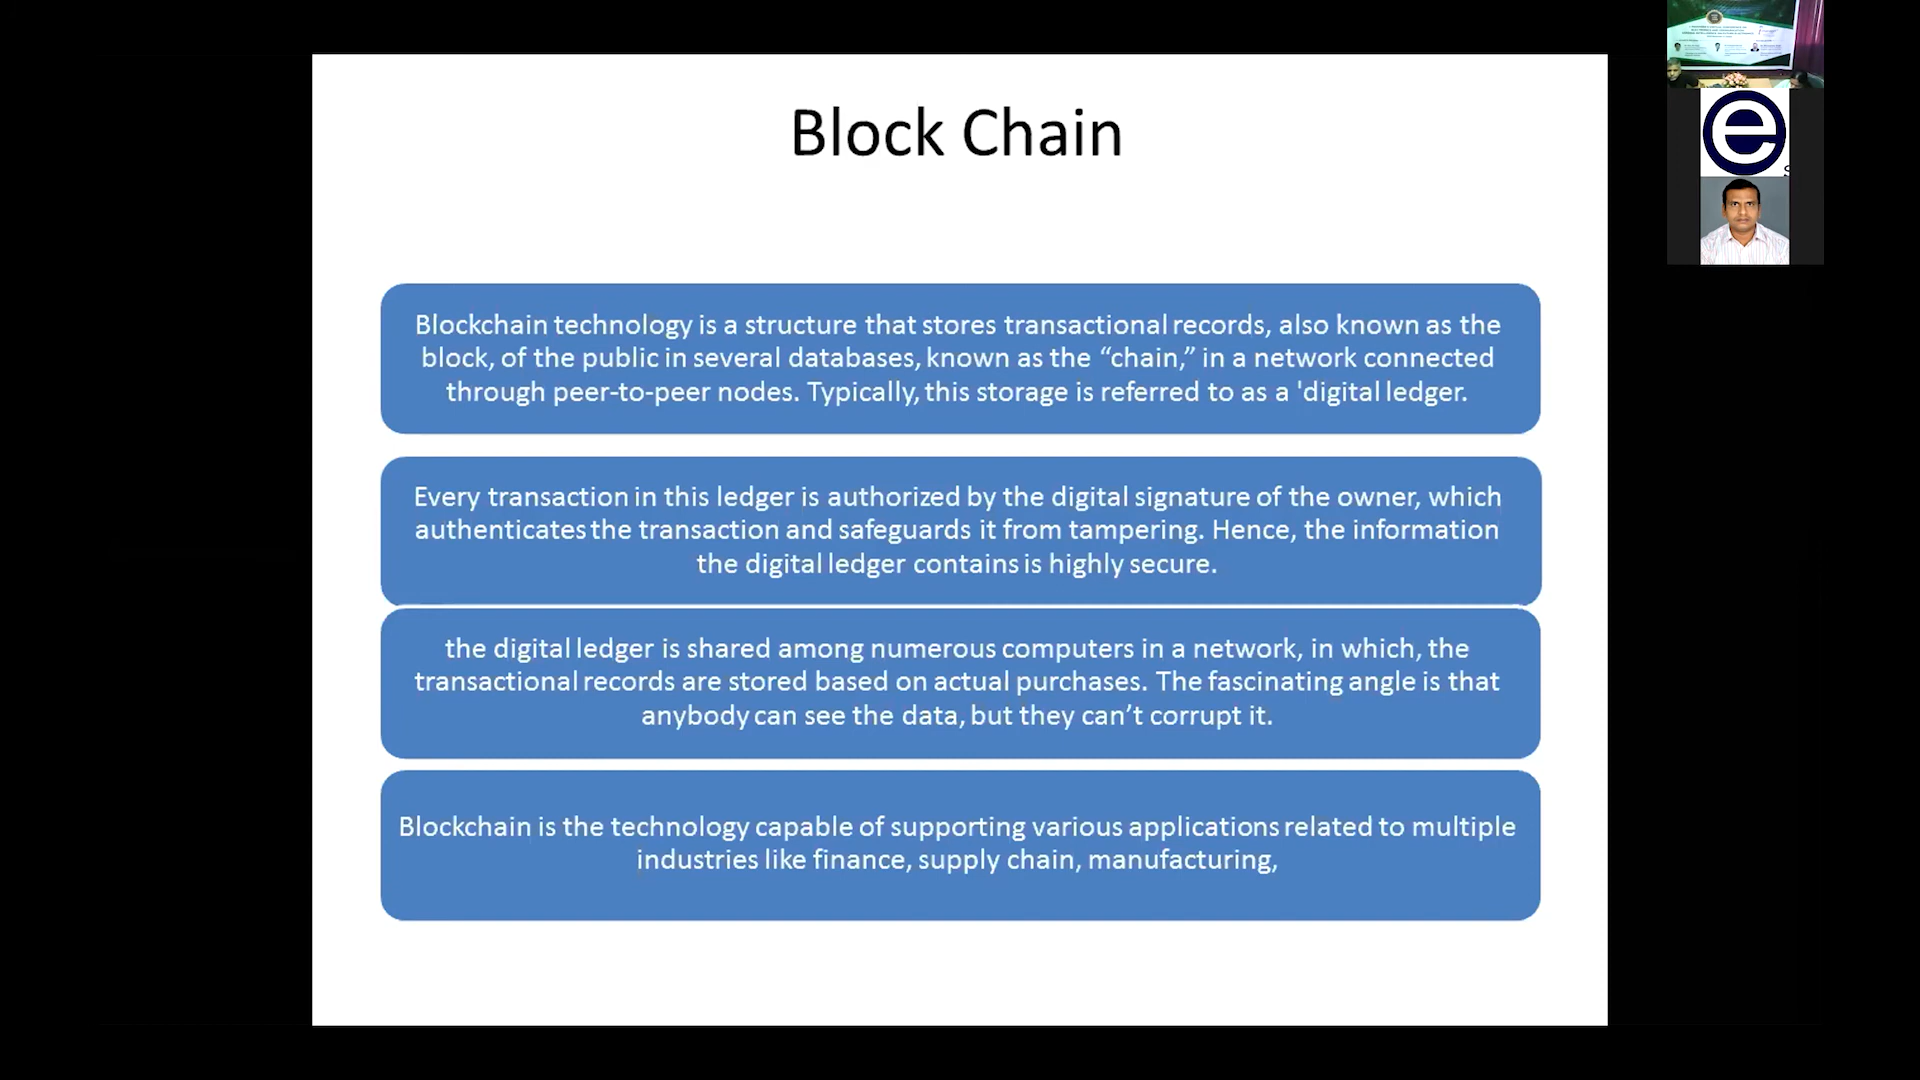 Block Chain
Blockchain technology is a structure that stores transactional records, also known as the
block, of the public in several databases, known as the “chain,” in a network connected
through peer-to-peer nodes. Typically, this storage is referred to as a 'digital ledger.
Every transaction in this ledger is authorized by the digital signature of the owner, which
authenticates the transaction and safeguards it from tampering. Hence, the information
the digital ledger contains is highly secure.
the digital ledger is shared among numerous computers in a network, in which, the
transactional records are stored based on actual purchases. The fascinating angle is that
anybody can see the data, but they can’t corrupt it.
Blockchain is the technology capable of supporting various applications related to multiple
industries like finance, supply chain, manufacturing,
e